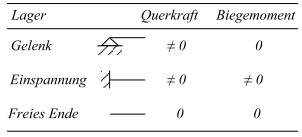 Lager Querkraft Biegemoment
Gelenk ≠ 0 0
Einspannung ≠ 0 ≠ 0
Freies Ende 0 0